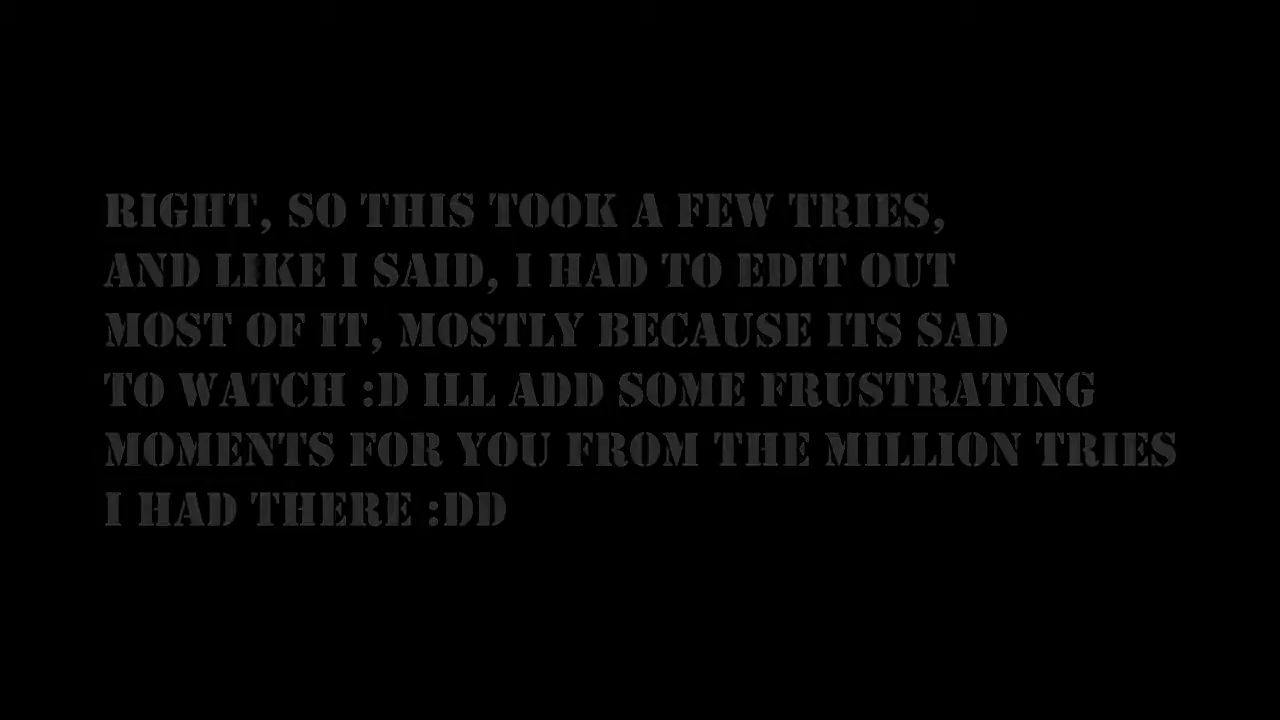 RIGHT, SO THIS TOOK A FEW TRIES,
AND LIKE I SAID, I HAD TO EDIT OUT
MOST OF IT, MOSTLY BECAUSE ITS SAD
TO WATCH :D ILL ADD SOME FRUSTRATING
MOMENTS FOR YOU FROM THE MILLION TRIES
I HAD THERE :DD